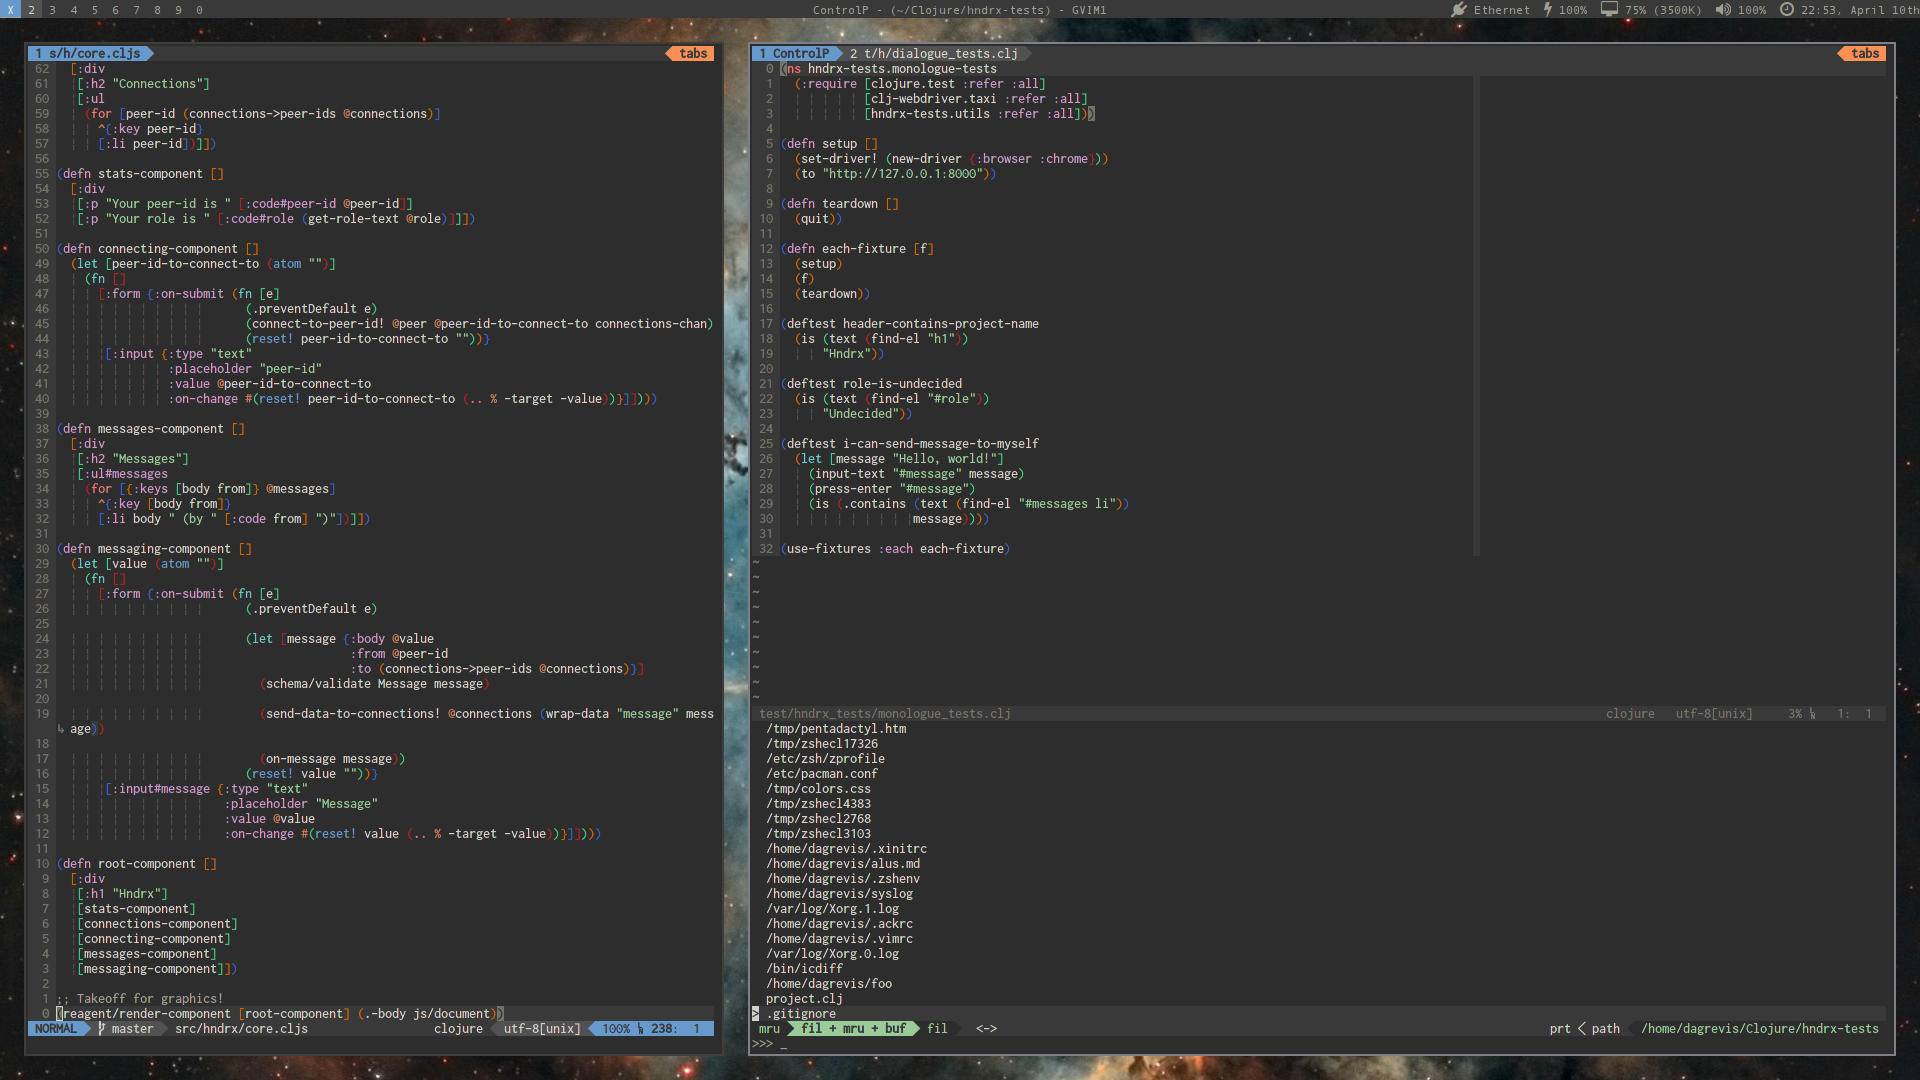 X 2 3 4 5 6 7 8 9 0
ControlP - (~/Clojure/hndrx-tests) - GVIM1
Ethernet 100% 75% (3500K) 100% 22:53, April 10th
1 s/h/core.cljs tabs
62 [:div
61 [:h2 "Connections"]
60 [:ul
59 (for [peer-id (connections->peer-ids @connections)]
58 ^{:key peer-id}
57 [:li peer-id])]])
56
55 (defn stats-component []
54 [:div
53 [:p "Your peer-id is " [:code#peer-id @peer-id]]
52 [:p "Your role is " [:code#role (get-role-text @role)]]])
51
50 (defn connecting-component []
49 (let [peer-id-to-connect-to (atom "")]
48 (fn []
47 [:form {:on-submit (fn [e]
46 (.preventDefault e)
45 (connect-to-peer-id! @peer @peer-id-to-connect-to connections-chan)
44 (reset! peer-id-to-connect-to ""))}
43 [:input {:type "text"
42 :placeholder "peer-id"
41 :value @peer-id-to-connect-to
40 :on-change #(reset! peer-id-to-connect-to (.. % -target -value))}]])))
39
38 (defn messages-component []
37 [:div
36 [:h2 "Messages"]
35 [:ul#messages
34 (for [{:keys [body from]} @messages]
33 ^{:key [body from]}
32 [:li body " (by " [:code from] ")"])]])
31
30 (defn messaging-component []
29 (let [value (atom "")]
28 (fn []
27 [:form {:on-submit (fn [e]
26 (.preventDefault e)
25
24 (let [message {:body @value
23 :from @peer-id
22 :to (connections->peer-ids @connections)}]
21 (schema/validate Message message)
20
19 (send-data-to-connections! @connections (wrap-data "message" mess
↳ age))
18
17 (on-message message))
16 (reset! value ""))}
15 [:input#message {:type "text"
14 :placeholder "Message"
13 :value @value
12 :on-change #(reset! value (.. % -target -value))}]])))
11
10 (defn root-component []
9 [:div
8 [:h1 "Hndrx"]
7 [stats-component]
6 [connections-component]
5 [connecting-component]
4 [messages-component]
3 [messaging-component]])
2
1 ;; Takeoff for graphics!
0 (reagent/render-component [root-component] (.-body js/document))
NORMAL master src/hndrx/core.cljs clojure utf-8[unix] 100% 238: 1
1 ControlP 2 t/h/dialogue_tests.clj tabs
0 (ns hndrx-tests.monologue-tests
1 (:require [clojure.test :refer :all]
2 [clj-webdriver.taxi :refer :all]
3 [hndrx-tests.utils :refer :all]))
4
5 (defn setup []
6 (set-driver! (new-driver {:browser :chrome}))
7 (to "http://127.0.0.1:8000"))
8
9 (defn teardown []
10 (quit))
11
12 (defn each-fixture [f]
13 (setup)
14 (f)
15 (teardown))
16
17 (deftest header-contains-project-name
18 (is (text (find-el "h1"))
19 "Hndrx"))
20
21 (deftest role-is-undecided
22 (is (text (find-el "#role"))
23 "Undecided"))
24
25 (deftest i-can-send-message-to-myself
26 (let [message "Hello, world!"]
27 (input-text "#message" message)
28 (press-enter "#message")
29 (is (.contains (text (find-el "#messages li"))
30 message))))
31
32 (use-fixtures :each each-fixture)
~
~
~
~
~
~
~
~
~
~
test/hndrx_tests/monologue_tests.clj clojure utf-8[unix] 3% 1: 1
/tmp/pentadactyl.htm
/tmp/zshecl17326
/etc/zsh/zprofile
/etc/pacman.conf
/tmp/colors.css
/tmp/zshecl4383
/tmp/zshecl2768
/tmp/zshecl3103
/home/dagrevis/.xinitrc
/home/dagrevis/alus.md
/home/dagrevis/.zshenv
/home/dagrevis/syslog
/var/log/Xorg.1.log
/home/dagrevis/.ackrc
/home/dagrevis/.vimrc
/var/log/Xorg.0.log
/bin/icdiff
/home/dagrevis/foo
project.clj
> .gitignore
mru fil + mru + buf fil <-> prt < path /home/dagrevis/Clojure/hndrx-tests
>>> _